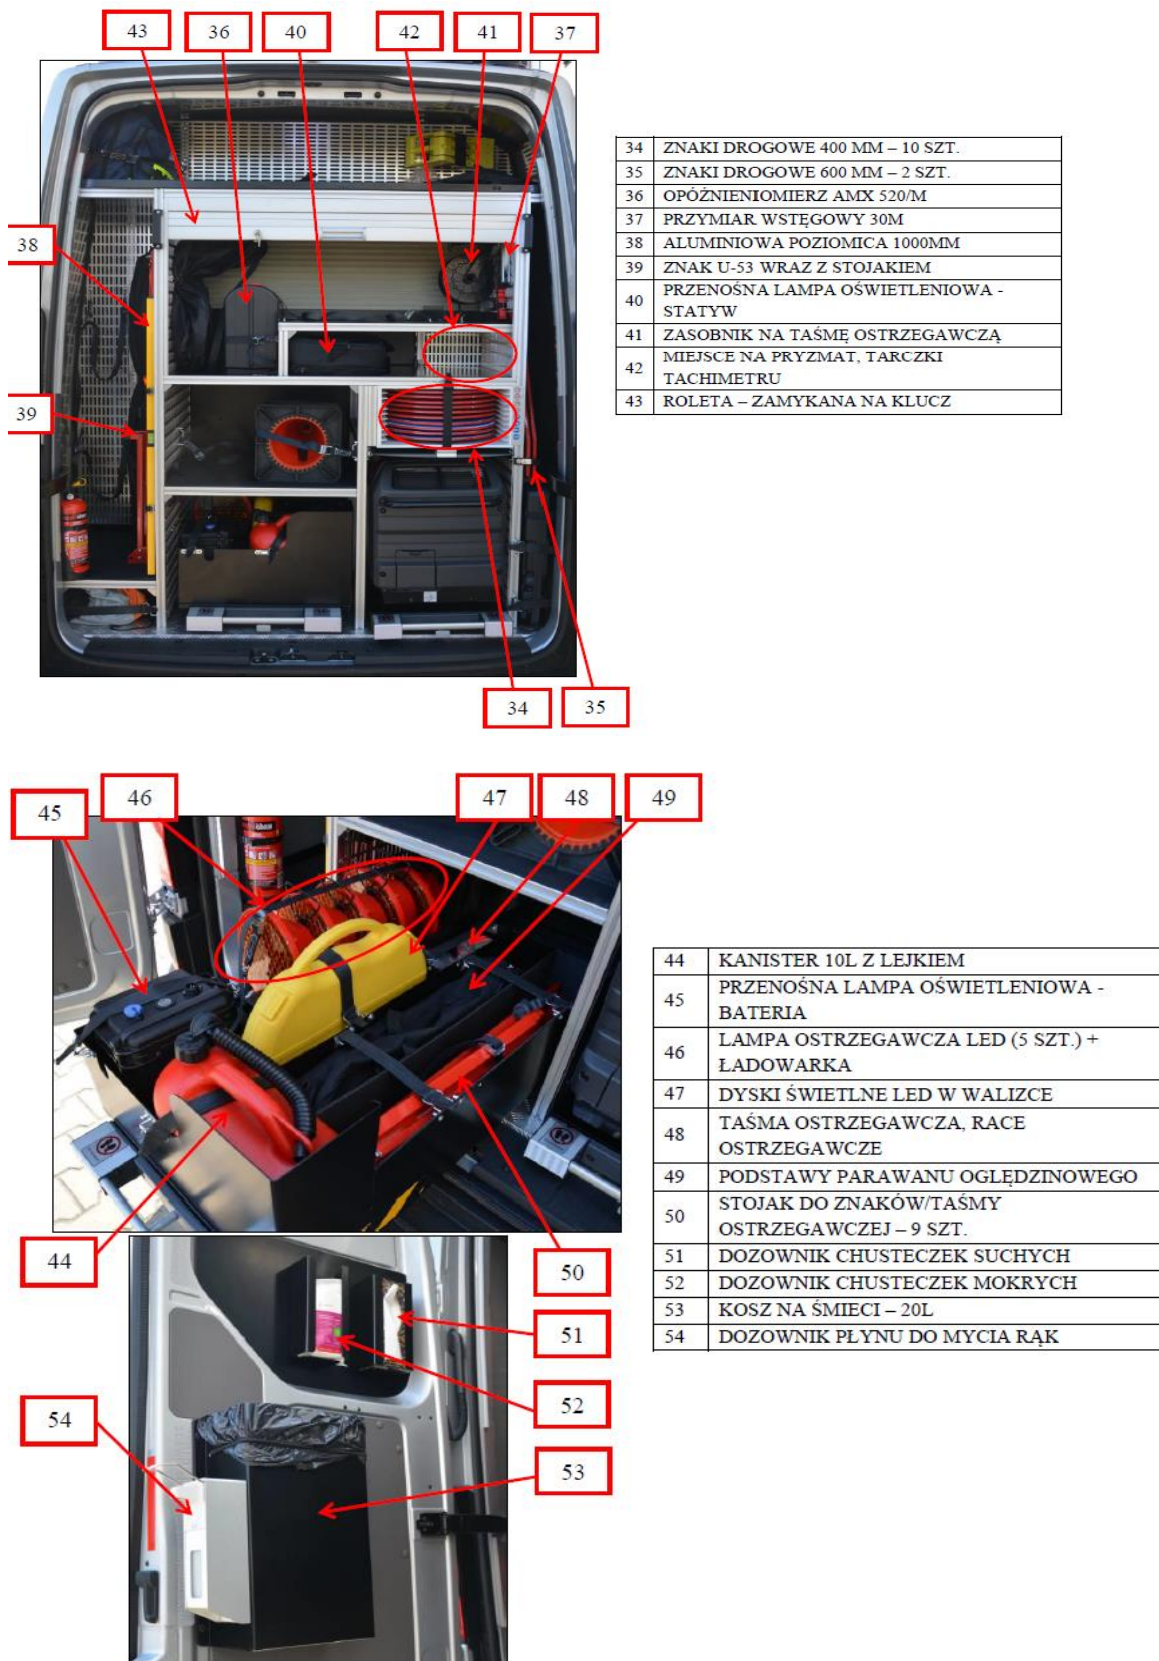 43 36 40 42 41 37
38
39
34 35
34 ZNAKI DROGOWE 400 MM – 10 SZT.
35 ZNAKI DROGOWE 600 MM – 2 SZT.
36 OPÓŹNIENIOMIERZ AMX 520/M
37 PRZYMIAR WSTĘGOWY 30M
38 ALUMINIOWA POZIOMICA 1000MM
39 ZNAK U-53 WRAZ Z STOJAKIEM
40 PRZENOŚNA LAMPA OŚWIETLENIOWA -
STATYW
41 ZASOBNIK NA TAŚMĘ OSTRZEGAWCZĄ
42 MIEJSCE NA PRYZMAT, TARCZKI
TACHIMETRU
43 ROLETA – ZAMYKANA NA KLUCZ
45 46 47 48 49
44 50
51
52
54
53
44 KANISTER 10L Z LEJKIEM
45 PRZENOŚNA LAMPA OŚWIETLENIOWA -
BATERIA
46 LAMPA OSTRZEGAWCZA LED (5 SZT.) +
ŁADOWARKA
47 DYSKI ŚWIETLNE LED W WALIZCE
48 TAŚMA OSTRZEGAWCZA, RACE
OSTRZEGAWCZE
49 PODSTAWY PARAWANU OGLĘDZINOWEGO
50 STOJAK DO ZNAKÓW/TAŚMY
OSTRZEGAWCZEJ – 9 SZT.
51 DOZOWNIK CHUSTECZEK SUCHYCH
52 DOZOWNIK CHUSTECZEK MOKRYCH
53 KOSZ NA ŚMIECI – 20L
54 DOZOWNIK PŁYNU DO MYCIA RĄK